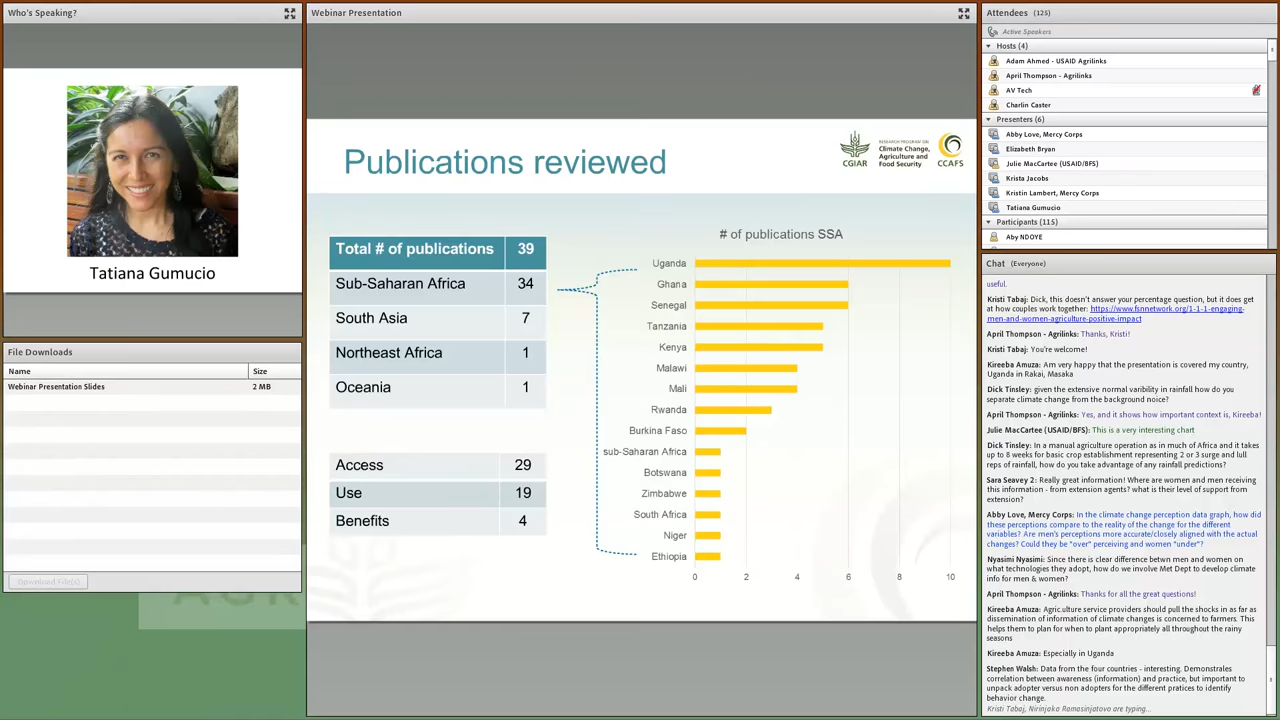 Who's Speaking?
Tatiana Gumucio
File Downloads
Name
Size
Webinar Presentation Slides
2 MB
Download File(s)
Webinar Presentation
Publications reviewed
CGIAR
RESEARCH PROGRAM ON
Climate Change,
Agriculture and
Food Security
CCAFS
Total # of publications 39
Sub-Saharan Africa 34
South Asia 7
Northeast Africa 1
Oceania 1
Access 29
Use 19
Benefits 4
# of publications SSA
Uganda
Ghana
Senegal
Tanzania
Kenya
Malawi
Mali
Rwanda
Burkina Faso
sub-Saharan Africa
Botswana
Zimbabwe
South Africa
Niger
Ethiopia
0 2 4 6 8 10
Attendees (125)
Active Speakers
Hosts (4)
Adam Ahmed - USAID Agrilinks
April Thompson - Agrilinks
AV Tech
Charlin Caster
Presenters (6)
Abby Love, Mercy Corps
Elizabeth Bryan
Julie MacCartee (USAID/BFS)
Krista Jacobs
Kristin Lambert, Mercy Corps
Tatiana Gumucio
Participants (115)
Aby NDOYE
Chat (Everyone)
useful.
Kristi Tabaj: Dick, this doesn't answer your percentage question, but it does get
at how couples work together: https://www.fsnnetwork.org/1-1-1-engaging-
men-and-women-agriculture-positive-impact
April Thompson - Agrilinks: Thanks, Kristi!
Kristi Tabaj: You're welcome!
Kireeba Amuza: Am very happy that the presentation is covered my country,
Uganda in Rakai, Masaka
Dick Tinsley: given the extensive normal varibility in rainfall how do you
separate climate change from the background noice?
April Thompson - Agrilinks: Yes, and it shows how important context is, Kireeba!
Julie MacCartee (USAID/BFS): This is a very interesting chart
Dick Tinsley: In a manual agriculture operation as in much of Africa and it takes
up to 8 weeks for basic crop establishment representing 2 or 3 surge and lull
reps of rainfall, how do you take advantage of any rainfall predictions?
Sara Seavey 2: Really great information! Where are women and men receiving
this information - from extension agents? what is their level of support from
extension?
Abby Love, Mercy Corps: In the climate change perception data graph, how did
these perceptions compare to the reality of the change for the different
variables? Are men's perceptions more accurate/closely aligned with the actual
changes? Could they be "over" perceiving and women "under"?
Nyasimi Nyasimi: Since there is clear difference betwn men and women on
what technologies they adopt, how do we involve Met Dept to develop climate
info for men & women?
April Thompson - Agrilinks: Thanks for all the great questions!
Kireeba Amuza: Agric.ulture service providers should pull the shocks in as far as
dissemination of information of climate changes is concerned to farmers. This
helps them to plan for when to plant appropriately all throughout the rainy
seasons
Kireeba Amuza: Especially in Uganda
Stephen Walsh: Data from the four countries - interesting. Demonstrates
correlation between awareness (information) and practice, but important to
unpack adopter versus non adopters for the different pratices to identify
behavior change.
Kristi Tabaj, Nirinjaka Ramasinjatovo are typing...